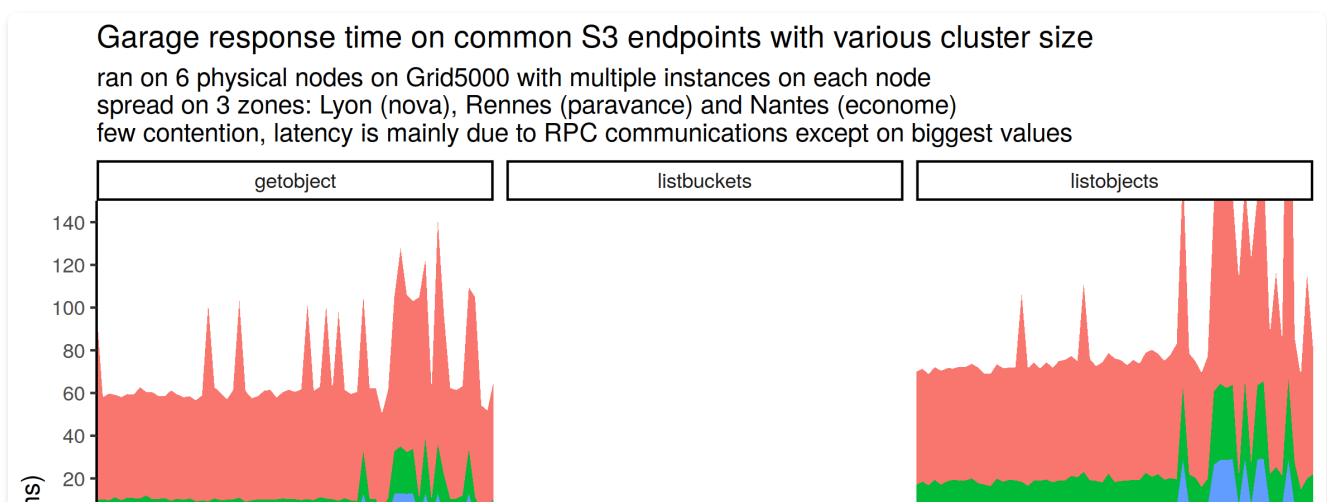 Garage response time on common S3 endpoints with various cluster size
ran on 6 physical nodes on Grid5000 with multiple instances on each node
spread on 3 zones: Lyon (nova), Rennes (paravance) and Nantes (econome)
few contention, latency is mainly due to RPC communications except on biggest values
getobject listbuckets listobjects
140
120
100
80
60
40
20